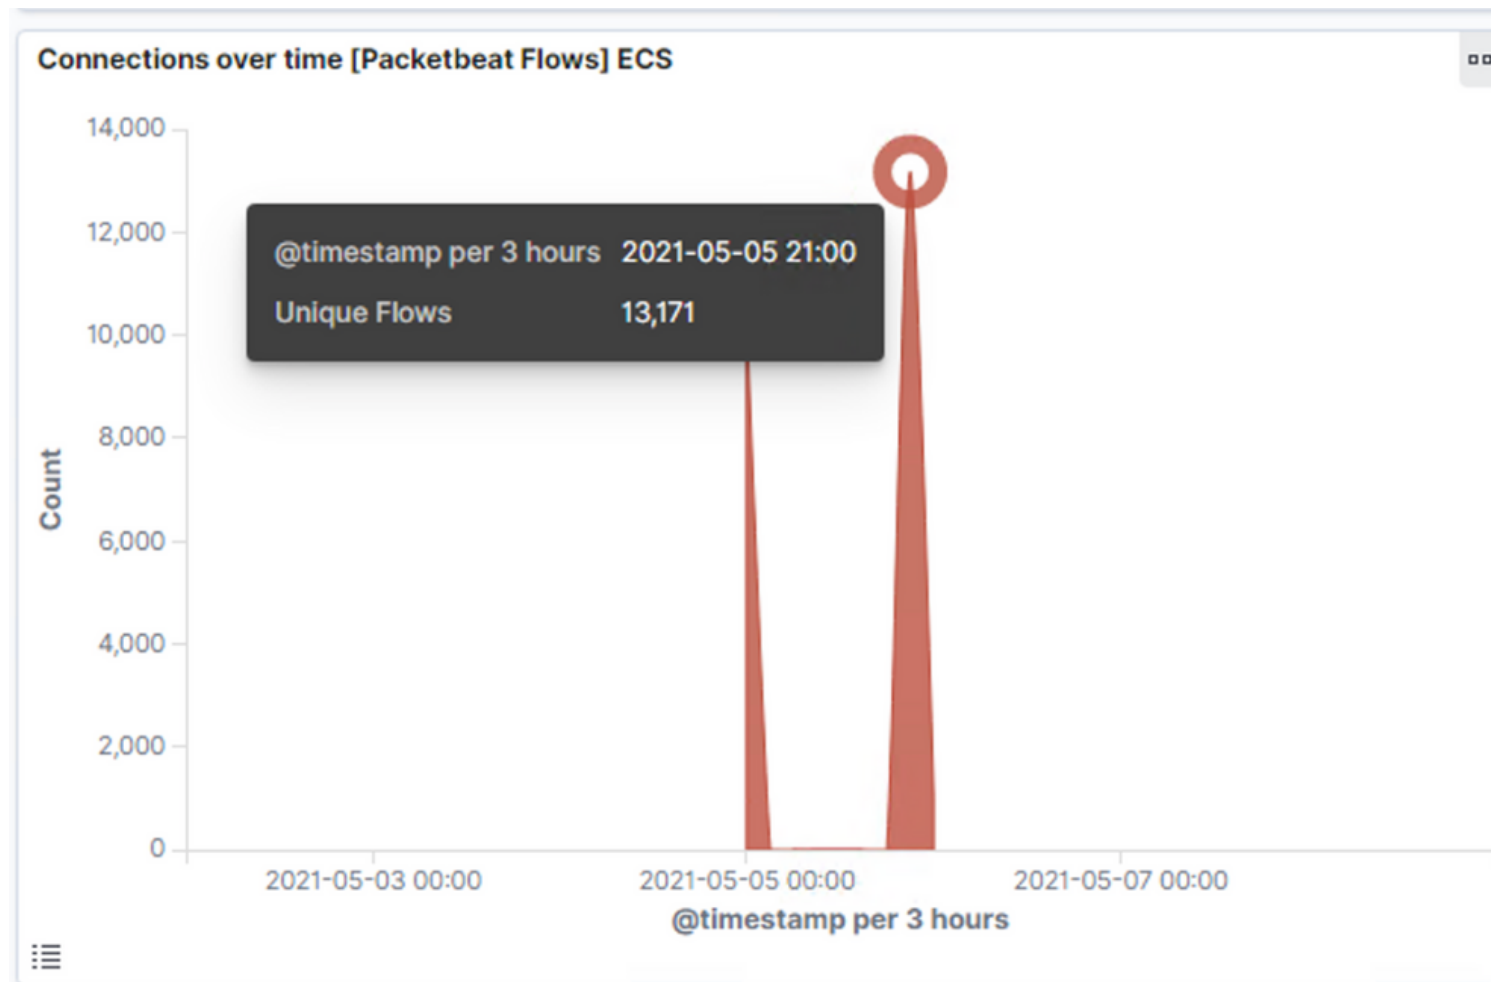 Connections over time [Packetbeat Flows] ECS
14,000
12,000
10,000
8,000
6,000
4,000
2,000
0
Count
@timestamp per 3 hours 2021-05-05 21:00
Unique Flows 13,171
2021-05-03 00:00 2021-05-05 00:00 2021-05-07 00:00
@timestamp per 3 hours